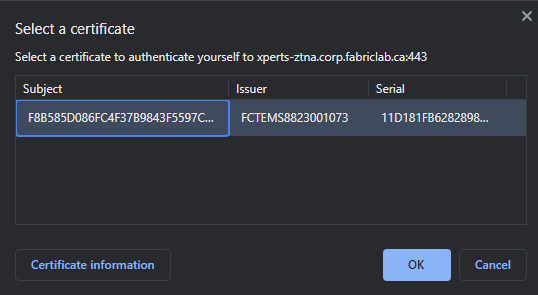 Select a certificate
Select a certificate to authenticate yourself to xperts-ztna.corp.fabriclab.ca:443
Subject Issuer Serial
F8B585D086FC4F37B9843F5597C... FCTEMS8823001073 11D181FB6282898...
Certificate information OK Cancel